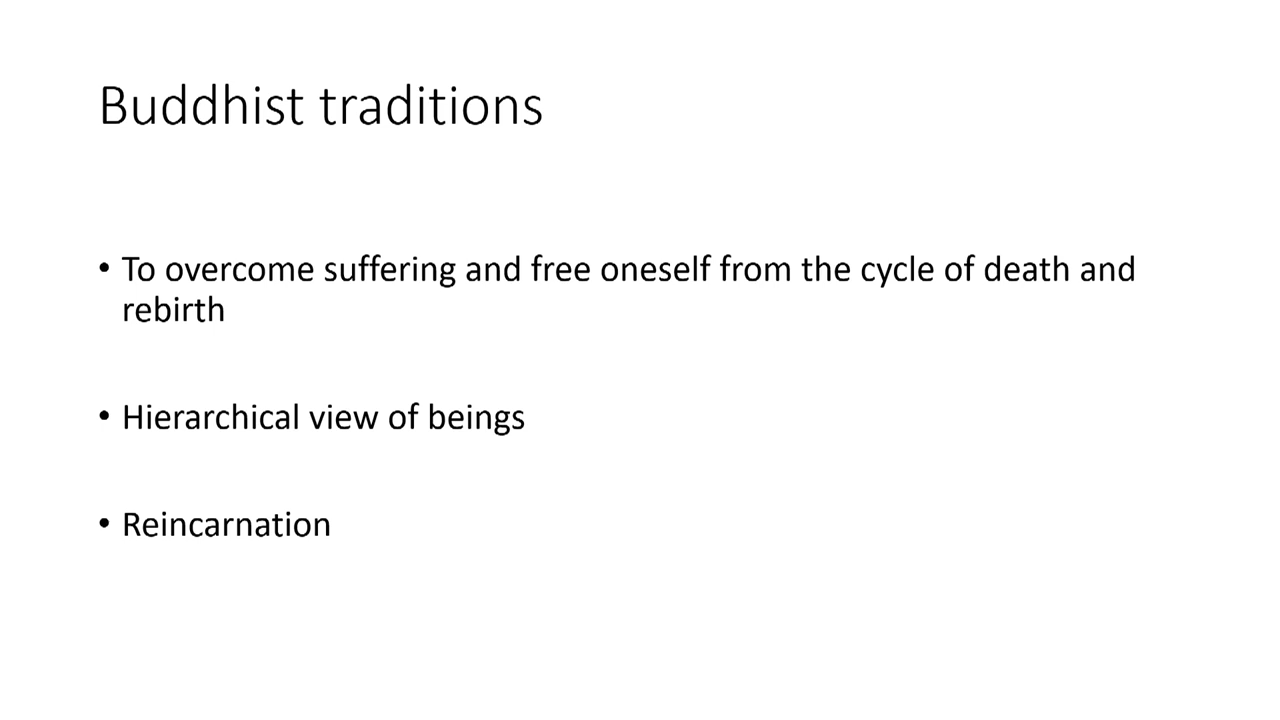 Buddhist traditions
• To overcome suffering and free oneself from the cycle of death and
rebirth
• Hierarchical view of beings
• Reincarnation